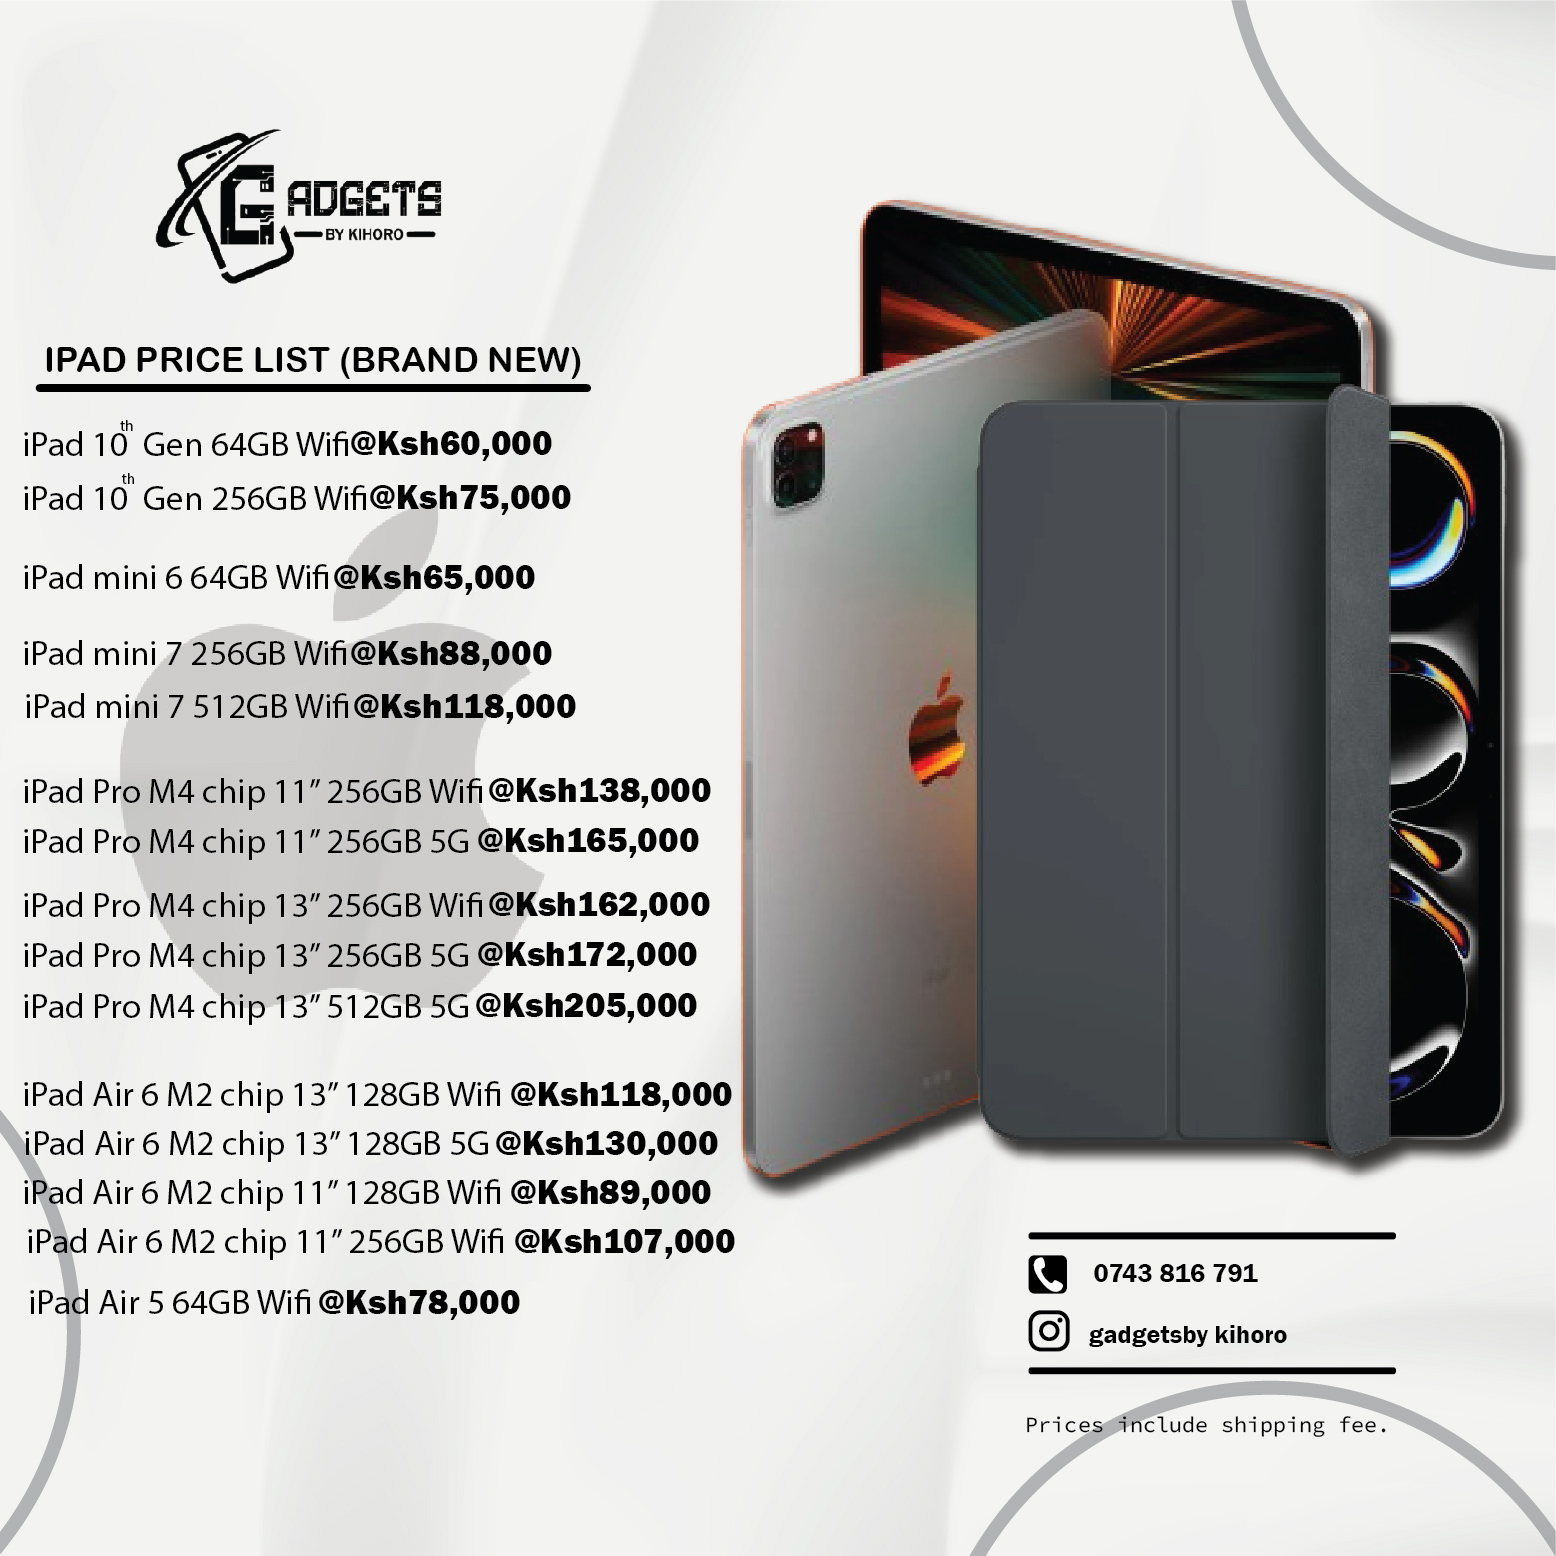 GADGETS
BY KIHORO
IPAD PRICE LIST (BRAND NEW)
iPad 10th Gen 64GB Wifi@Ksh60,000
iPad 10th Gen 256GB Wifi@Ksh75,000
iPad mini 6 64GB Wifi@Ksh65,000
iPad mini 7 256GB Wifi@Ksh88,000
iPad mini 7 512GB Wifi@Ksh118,000
iPad Pro M4 chip 11” 256GB Wifi@Ksh138,000
iPad Pro M4 chip 11” 256GB 5G @Ksh165,000
iPad Pro M4 chip 13” 256GB Wifi@Ksh162,000
iPad Pro M4 chip 13” 256GB 5G @Ksh172,000
iPad Pro M4 chip 13” 512GB 5G @Ksh205,000
iPad Air 6 M2 chip 13” 128GB Wifi @Ksh118,000
iPad Air 6 M2 chip 13” 128GB 5G @Ksh130,000
iPad Air 6 M2 chip 11” 128GB Wifi @Ksh89,000
iPad Air 6 M2 chip 11” 256GB Wifi @Ksh107,000
iPad Air 5 64GB Wifi @Ksh78,000
0743 816 791
gadgetsby kihoro
Prices include shipping fee.